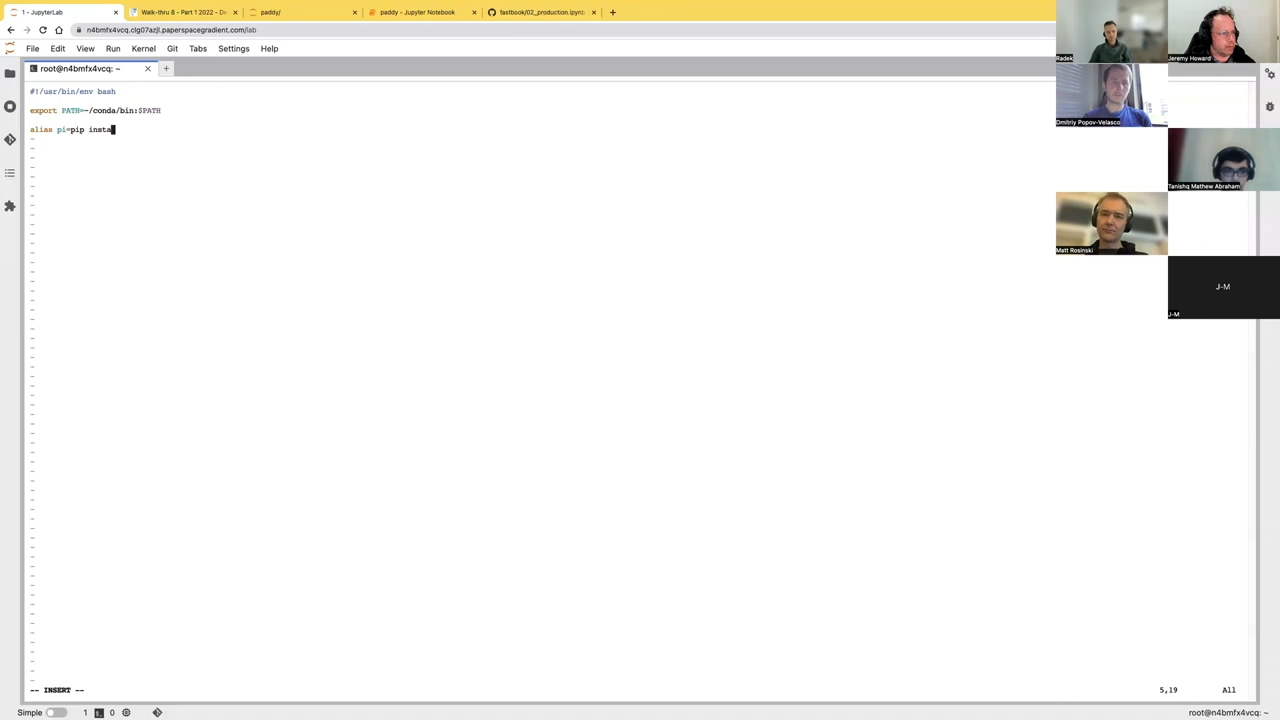 1 - JupyterLab
Walk-thru 8 - Part 1 2022 - De
paddy/
paddy - Jupyter Notebook
fastbook/02_production.ipynb
n4bmfx4vcq.clg07azjl.paperspacegradient.com/lab
File Edit View Run Kernel Git Tabs Settings Help
root@n4bmfx4vcq: ~
#!/usr/bin/env bash
export PATH=~/conda/bin:$PATH
alias pi=pip insta
-- INSERT --
5,19
All
Simple
1
0
root@n4bmfx4vcq: ~
Radek
Jeremy Howard
Dmitriy Popov-Velasco
Tanishq Mathew Abraham
Matt Rosinski
J-M
J-M